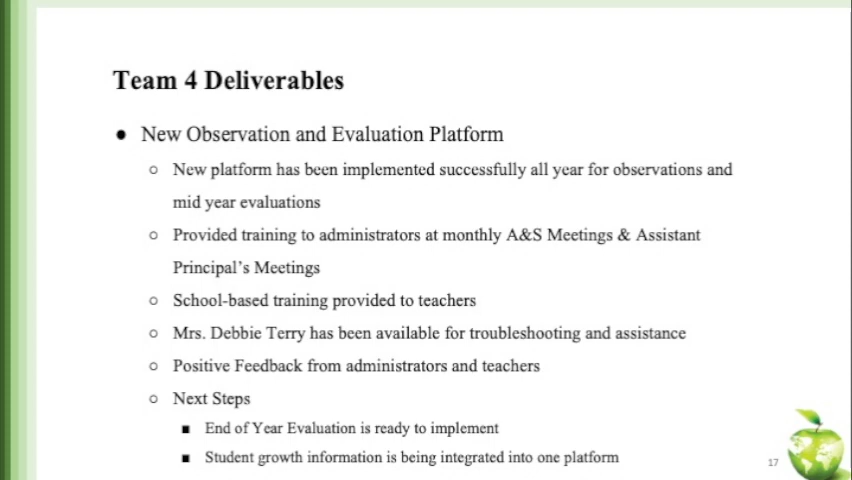 Team 4 Deliverables
● New Observation and Evaluation Platform
○ New platform has been implemented successfully all year for observations and
mid year evaluations
○ Provided training to administrators at monthly A&S Meetings & Assistant
Principal's Meetings
○ School-based training provided to teachers
○ Mrs. Debbie Terry has been available for troubleshooting and assistance
○ Positive Feedback from administrators and teachers
○ Next Steps
■ End of Year Evaluation is ready to implement
■ Student growth information is being integrated into one platform
17